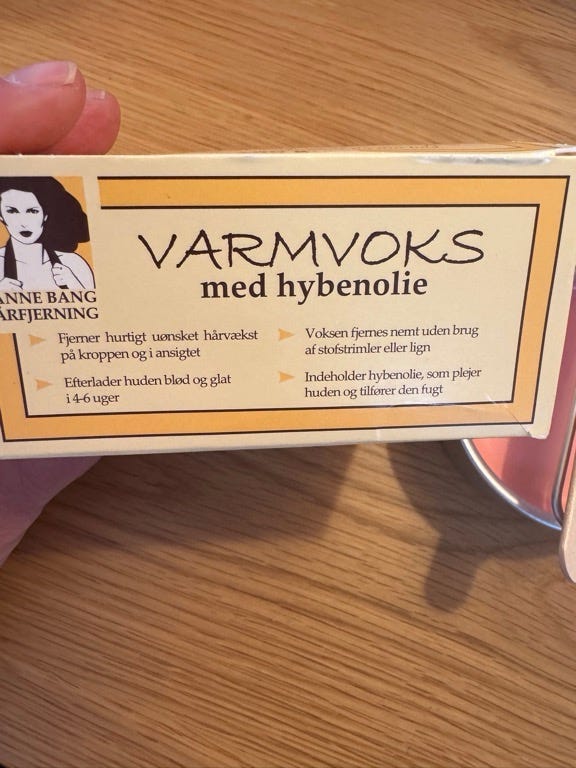 VARMVOKS
med hybenolie
ANNE BANG
ÅRFJERNING
Fjerner hurtigt uønsket hårvækst
på kroppen og i ansigtet
Efterlader huden blød og glat
i 4-6 uger
Voksen fjernes nemt uden brug
af stofstrimler eller lign
Indeholder hybenolie, som plejer
huden og tilfører den fugt